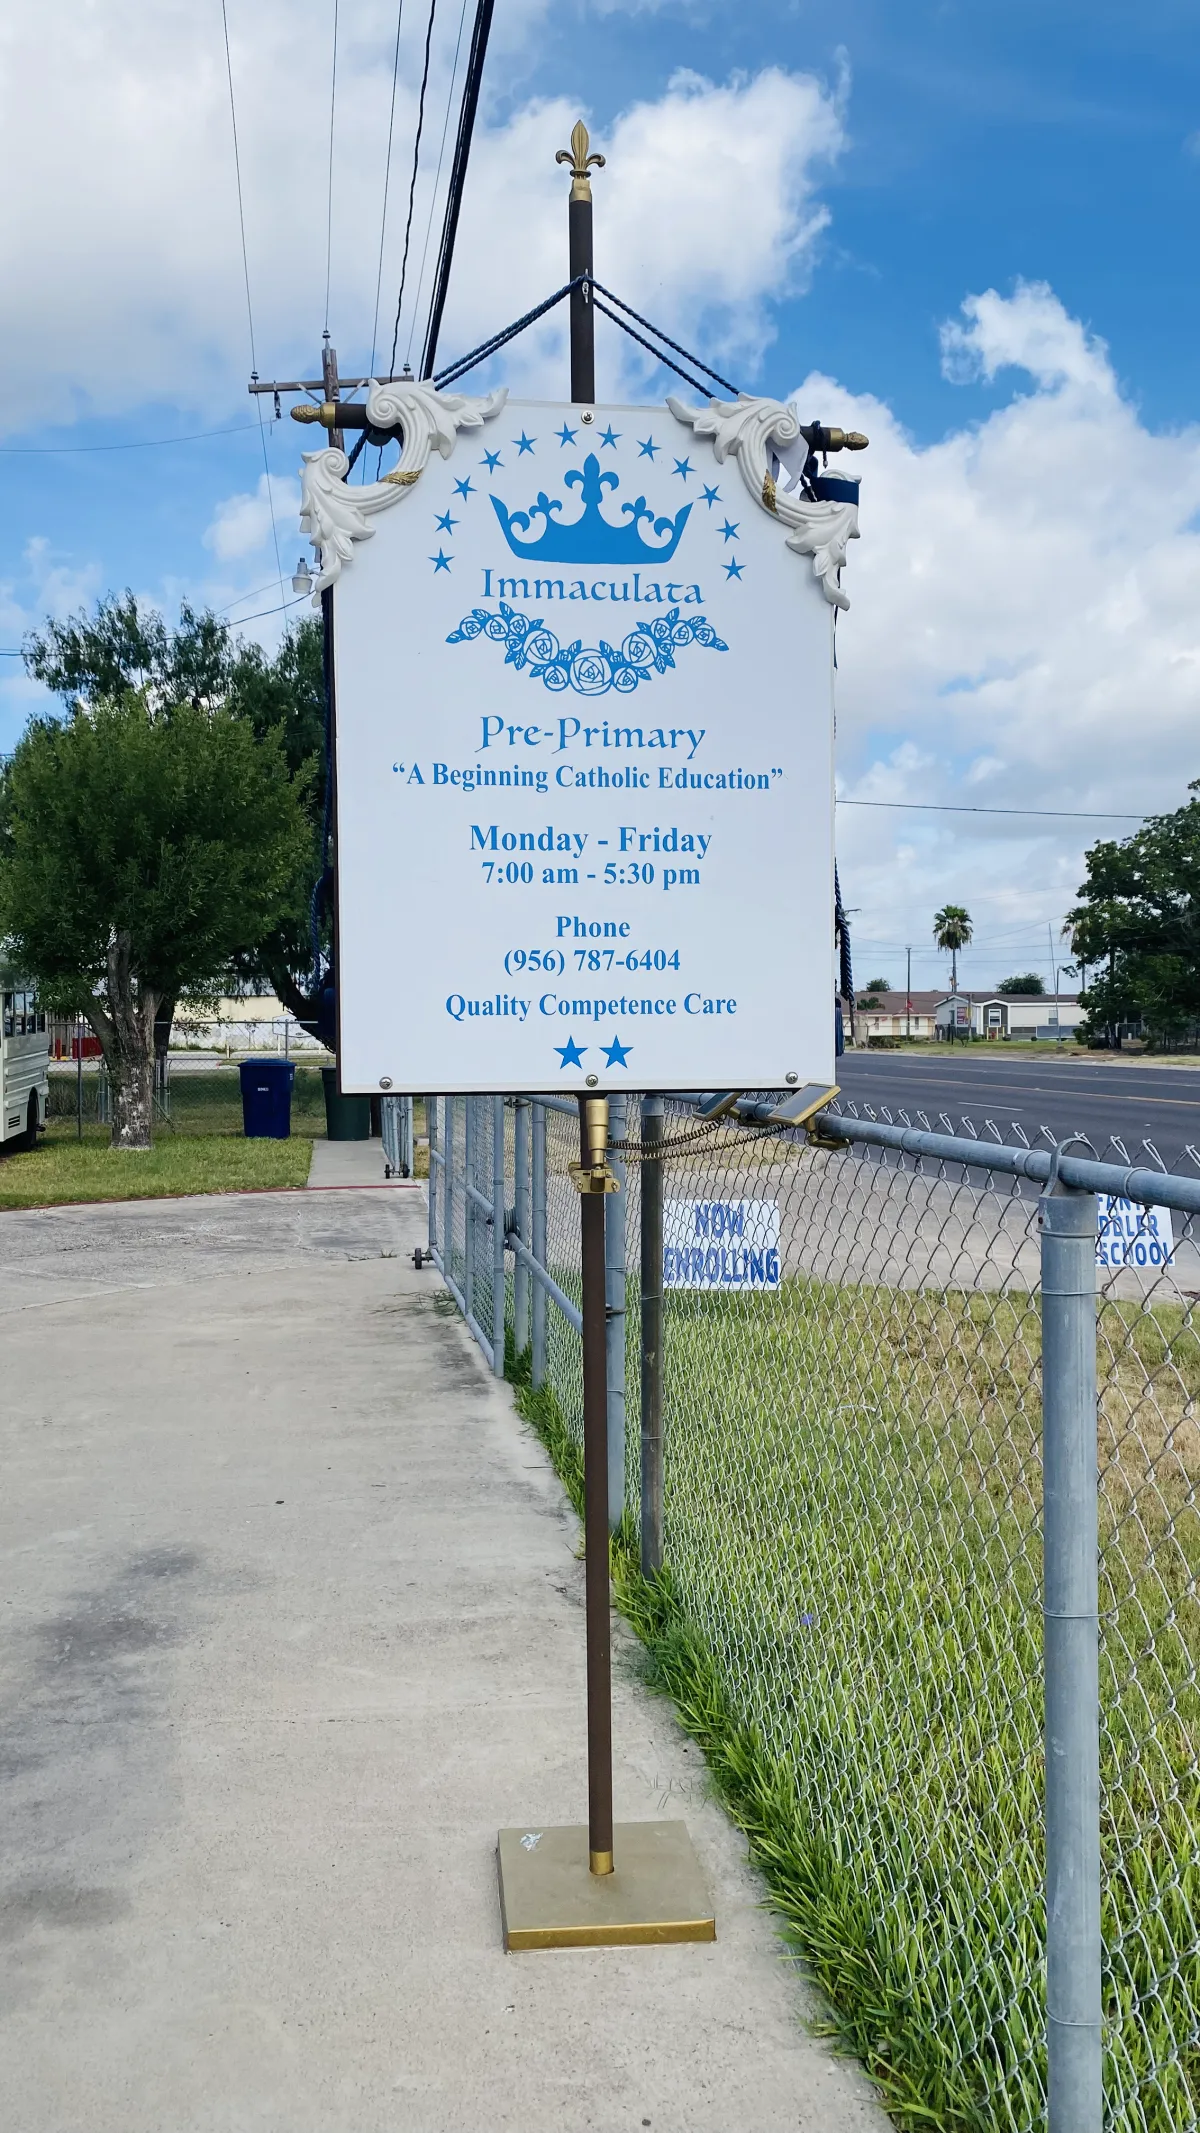 Immaculata
Pre-Primary
“A Beginning Catholic Education”
Monday - Friday
7:00 am - 5:30 pm
Phone
(956) 787-6404
Quality Competence Care
NOW
ENROLLING